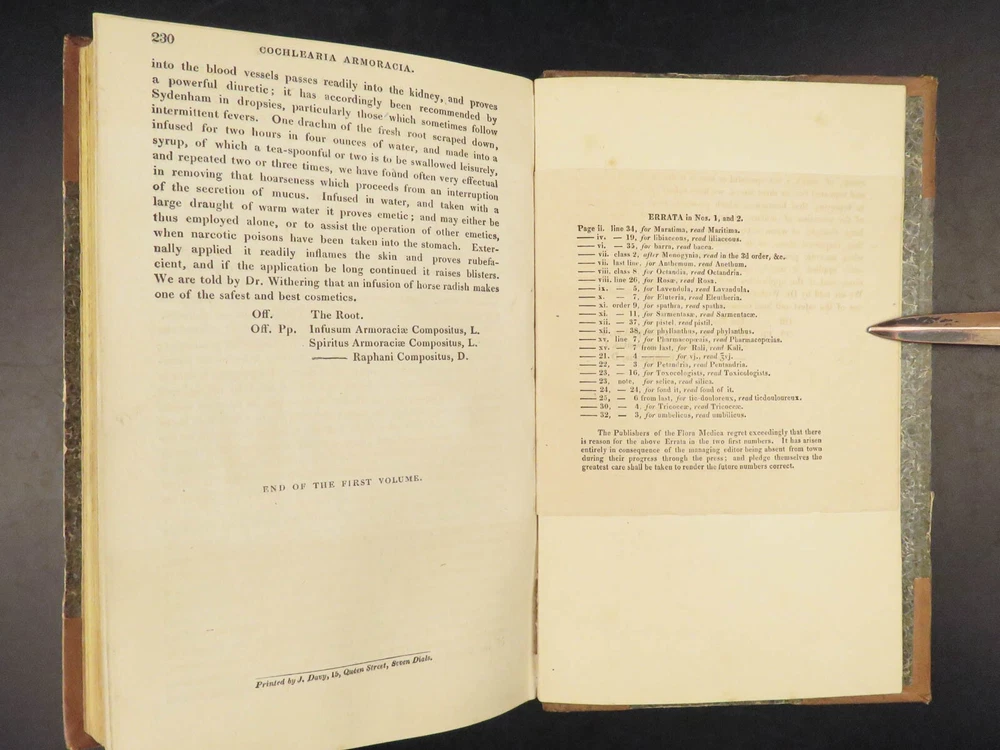 230
COCHLEARIA ARMORACIA.
into the blood vessels passes readily into the kidney, and proves
a powerful diuretic; it has accordingly been recommended by
Sydenham in dropsies, particularly those which sometimes follow
intermittent fevers. One drachm of the fresh root scraped down,
infused for two hours in four ounces of water, and made into a
syrup, of which a tea-spoonful or two is to be swallowed leisurely,
and repeated two or three times, we have found often very effectual
in removing that hoarseness which proceeds from an interruption
of the secretion of mucus. Infused in water, and taken with a
large draught of warm water it proves emetic; and may either be
thus employed alone, or to assist the operation of other emetics,
when narcotic poisons have been taken into the stomach. Exter-
nally applied it readily inflames the skin and proves rubefa-
cient, and if the application be long continued it raises blisters.
We are told by Dr. Withering that an infusion of horse radish makes
one of the safest and best cosmetics.
Off. The Root.
Off. Pp. Infusum Armoraciæ Compositus, L.
Spiritus Armoraciæ Compositus, L.
—— Raphani Compositus, D.
END OF THE FIRST VOLUME.
Printed by J. Davy, 15, Queen Street, Seven Dials.
ERRATA in Nos. 1, and 2.
Page ii. line 34, for Maratima, read Maritima.
—— iv. — 19, for libiaceous, read liliaceous.
—— vi. — 35, for barra, read bacca.
—— vii. class 2, after Monogynia, read in the 3d order, &c.
—— vii. last line, for Anthemum, read Anethum.
—— viii. class 8, for Octandia, read Octandria.
—— viii. line 26, for Rosæ, read Rosa.
—— ix. — 5, for Lavendula, read Lavandula.
—— x. — 7, for Eluteria, read Eleutheria.
—— xi. order 9, for spathra, read spatha.
—— xi. — 11, for Sarmentsaæ, read Sarmentacæ.
—— xii. — 37, for pistel, read pistil.
—— xii. — 38, for phyllanthus, read phylanthus.
—— xv, line 7, for Pharmacopœzis, read Pharmacopœias.
—— xv. — 7 from last, for Rali, read Kali.
—— 21. — 4 —— for vj., read ʒvj.
—— 22, — 3 for Petandria, read Pentandria.
—— 23, — 16, for Toxocologists, read Toxicologists.
—— 23, note, for selica, read silica.
—— 24, — 24, for fond it, read fond of it.
—— 25, — 6 from last, for tic-douloreux, read ticdouloureux.
—— 30, — 4, for Tricoceæ, read Tricoccæ.
—— 32, — 3, for umbelicus, read umbilicus.
The Publishers of the Flora Medica regret exceedingly that there
is reason for the above Errata in the two first numbers. It has arisen
entirely in consequence of the managing editor being absent from town
during their progress through the press; and pledge themselves the
greatest care shall be taken to render the future numbers correct.